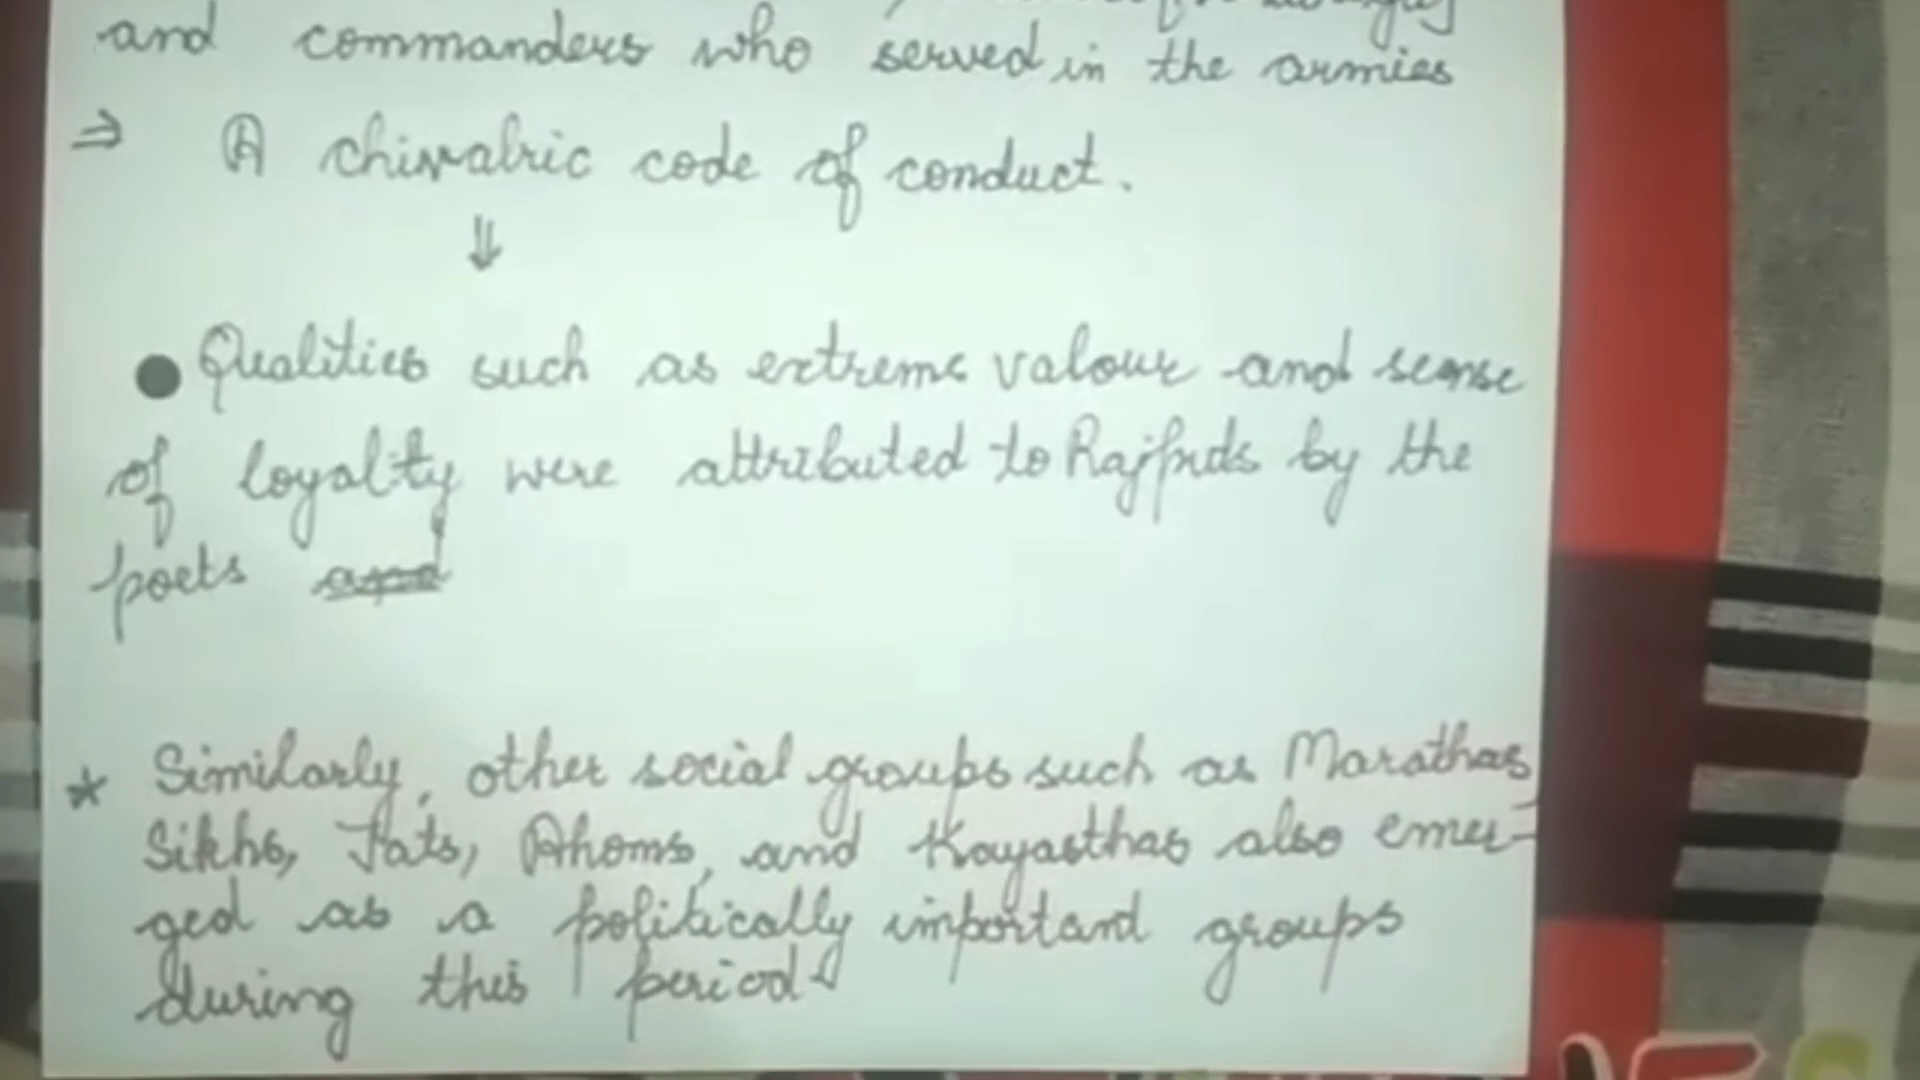 and commanders who served in the armies
⇒ A chivalric code of conduct.
⇓
● Qualities such as extreme valour and sense
of loyalty were attributed to Rajputs by the
poets and
* Similarly, other social groups such as Marathas
Sikhs, Jats, Ahoms, and Kayasthas also emer-
ged as a politically important groups
during this period.